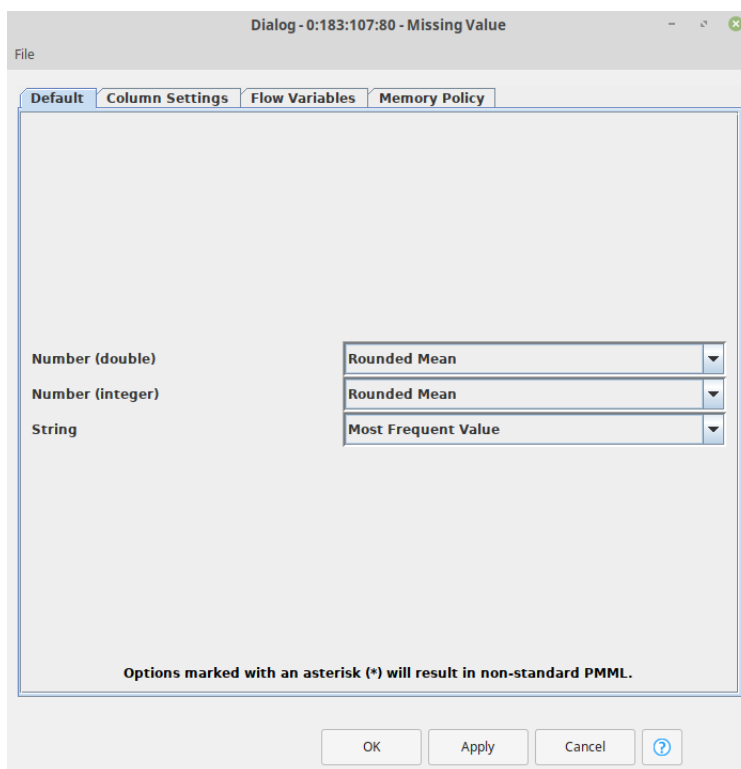 Dialog - 0:183:107:80 - Missing Value
File
Default Column Settings Flow Variables Memory Policy
Number (double) Rounded Mean
Number (integer) Rounded Mean
String Most Frequent Value
Options marked with an asterisk (*) will result in non-standard PMML.
OK Apply Cancel ?